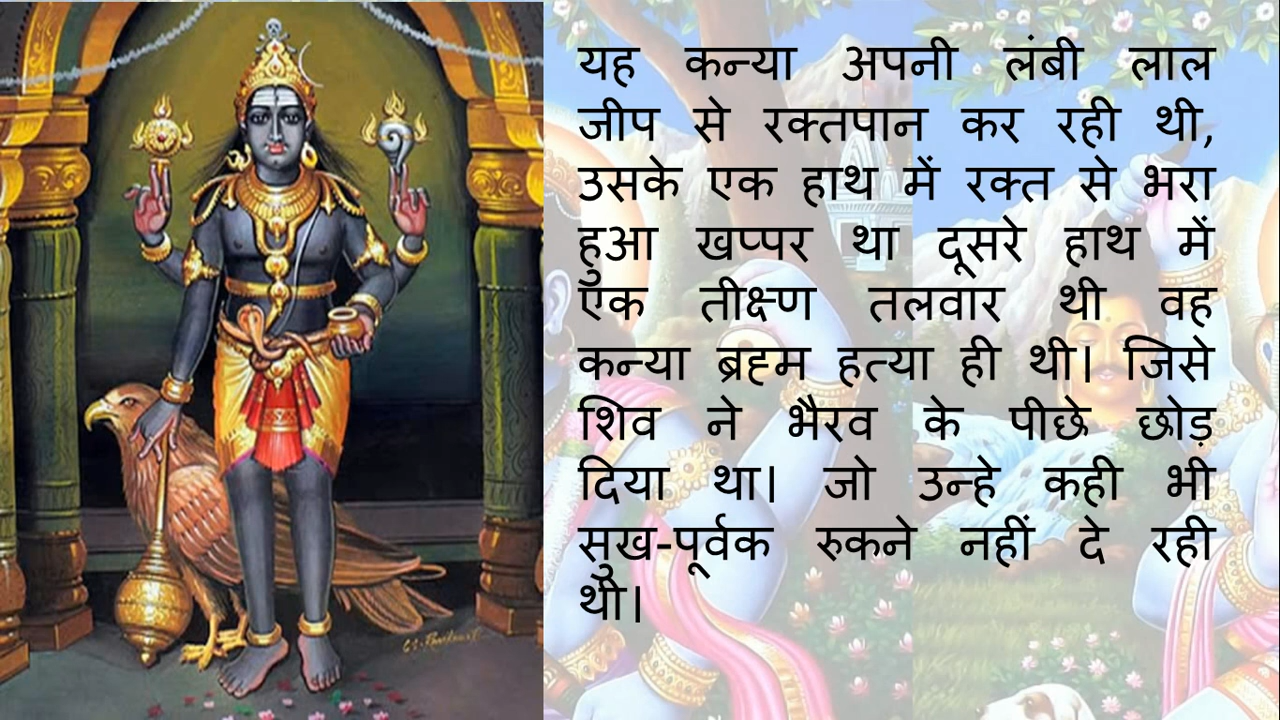 यह कन्या अपनी लंबी लाल
जीप से रक्तपान कर रही थी,
उसके एक हाथ में रक्त से भरा
हुआ खप्पर था दूसरे हाथ में
एक तीक्ष्ण तलवार थी वह
कन्या ब्रह्म हत्या ही थी। जिसे
शिव ने भैरव के पीछे छोड़
दिया था। जो उन्हे कही भी
सुख-पूर्वक रुकने नहीं दे रही
थी।